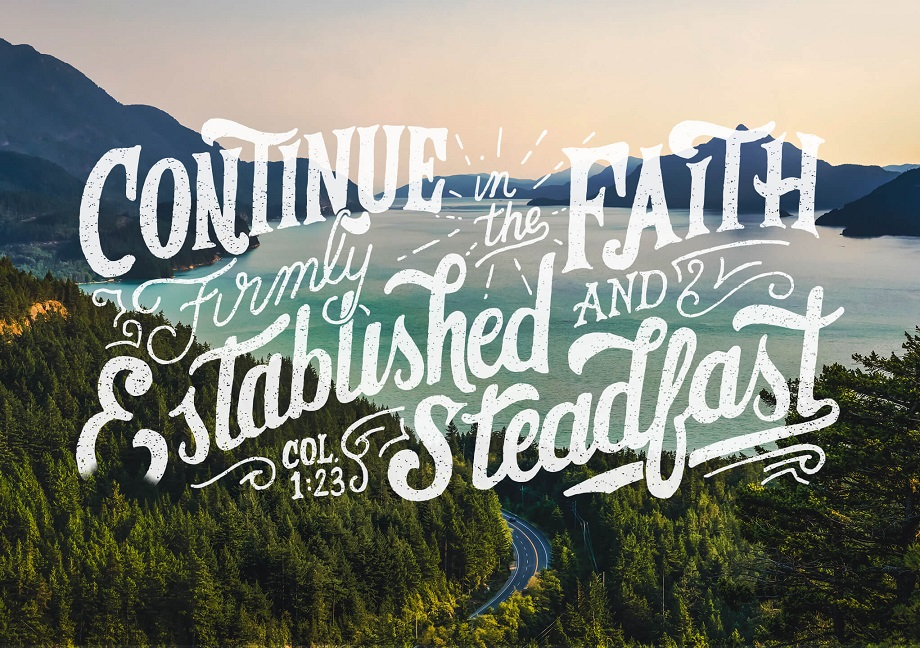 CONTINUE in the FAITH
Firmly
Established AND
Steadfast
COL.
1:23